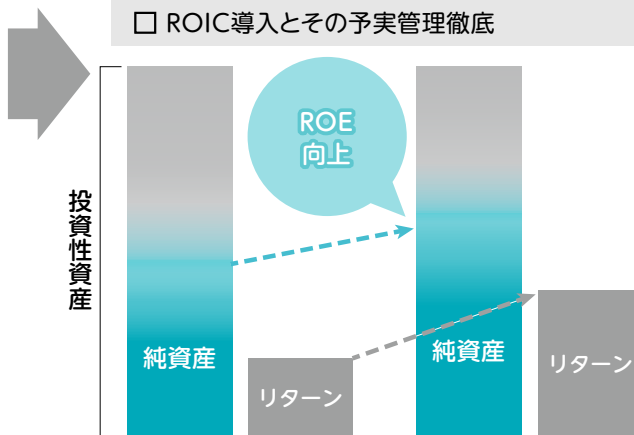 □ ROIC導入とその予実管理徹底
ROE
向上
投資性資産
純資産
リターン
純資産
リターン